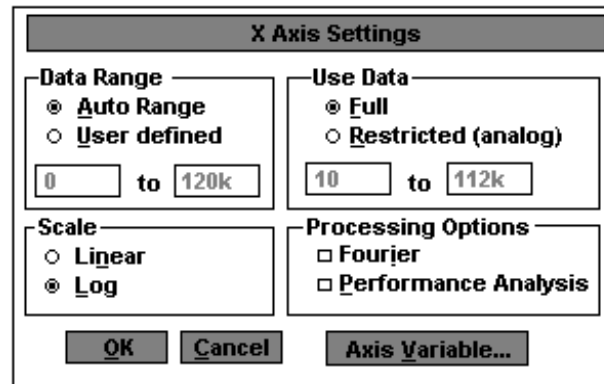 X Axis Settings
Data Range
Auto Range
User defined
0 to 120k
Use Data
Full
Restricted (analog)
10 to 112k
Scale
Linear
Log
Processing Options
Fourier
Performance Analysis
OK Cancel Axis Variable...